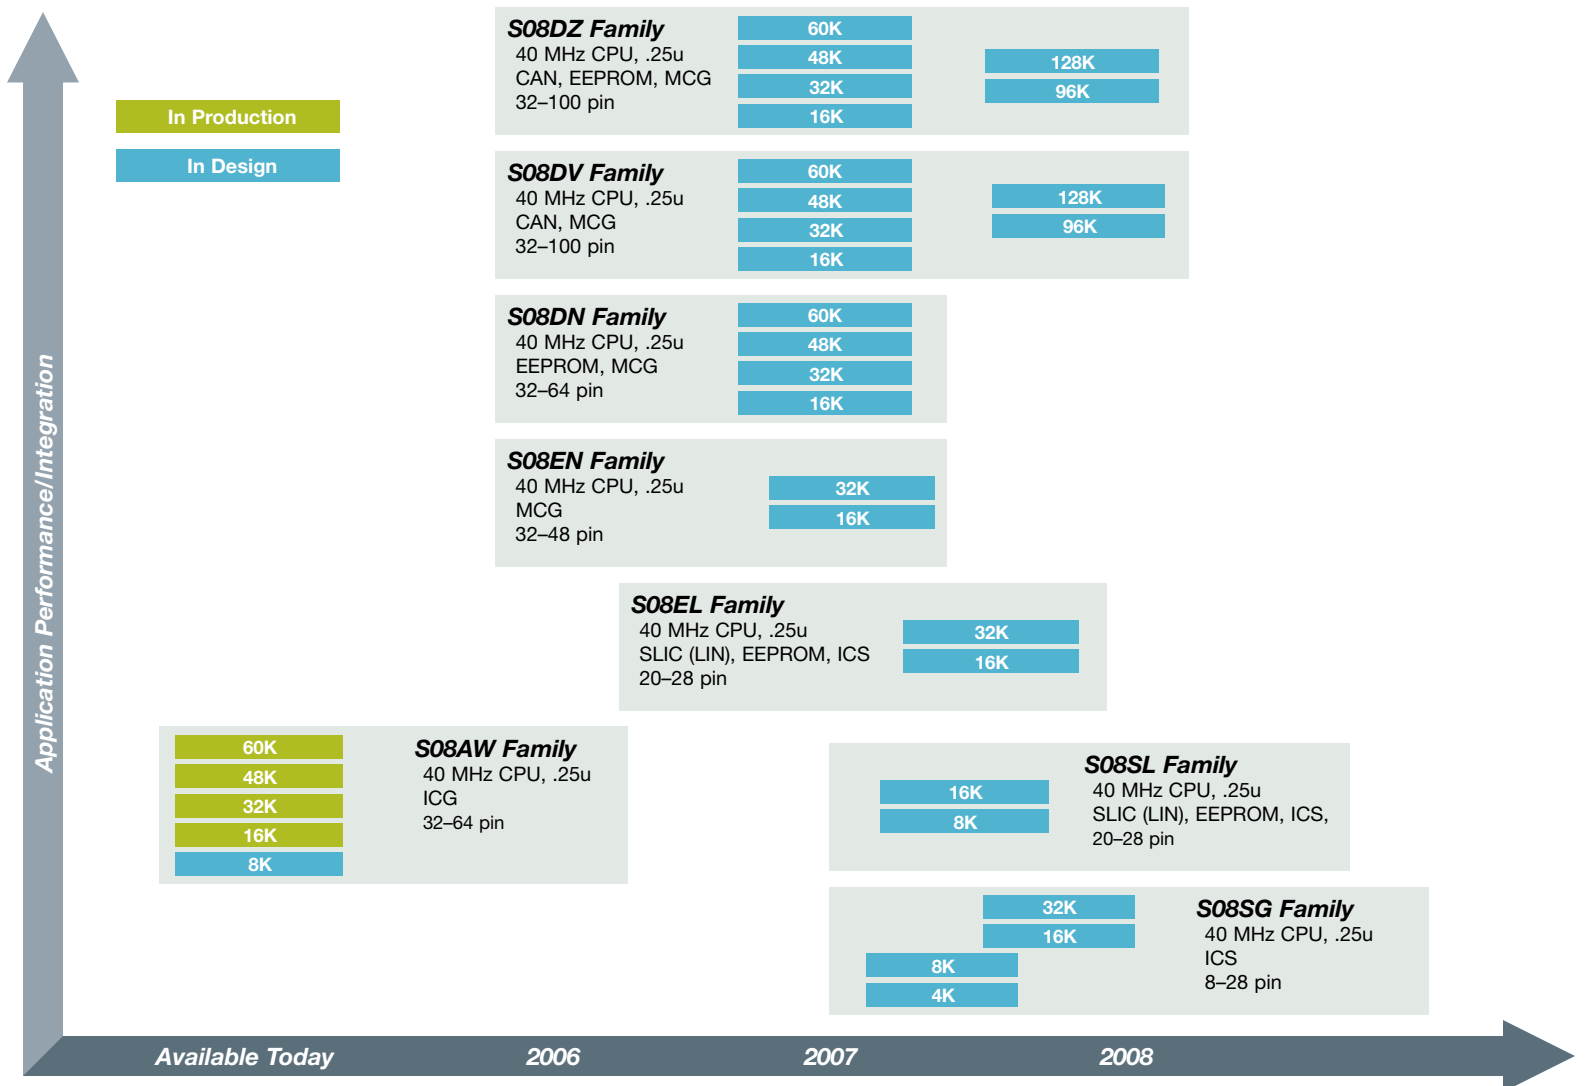 Application Performance/Integration
In Production
In Design
S08DZ Family
40 MHz CPU, .25u
CAN, EEPROM, MCG
32–100 pin
60K
48K
32K
16K
128K
96K
S08DV Family
40 MHz CPU, .25u
CAN, MCG
32–100 pin
60K
48K
32K
16K
128K
96K
S08DN Family
40 MHz CPU, .25u
EEPROM, MCG
32–64 pin
60K
48K
32K
16K
S08EN Family
40 MHz CPU, .25u
MCG
32–48 pin
32K
16K
S08EL Family
40 MHz CPU, .25u
SLIC (LIN), EEPROM, ICS
20–28 pin
32K
16K
60K
48K
32K
16K
8K
S08AW Family
40 MHz CPU, .25u
ICG
32–64 pin
16K
8K
S08SL Family
40 MHz CPU, .25u
SLIC (LIN), EEPROM, ICS,
20–28 pin
32K
16K
8K
4K
S08SG Family
40 MHz CPU, .25u
ICS
8–28 pin
Available Today
2006
2007
2008